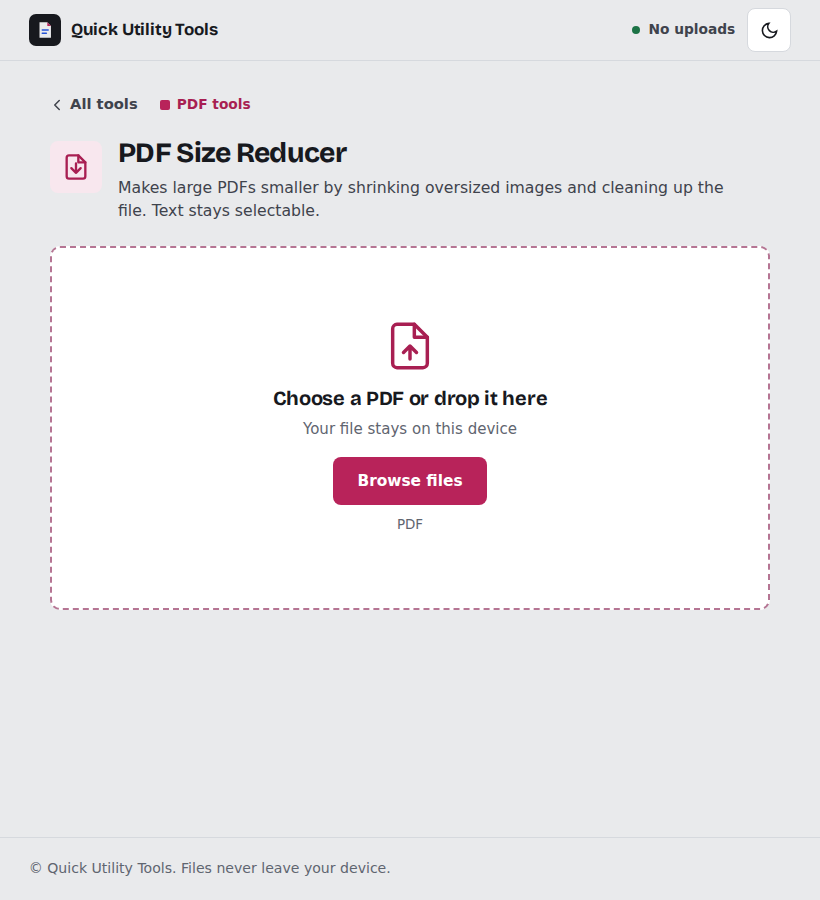 Quick Utility Tools
No uploads
All tools
PDF tools
PDF Size Reducer
Makes large PDFs smaller by shrinking oversized images and cleaning up the
file. Text stays selectable.
Choose a PDF or drop it here
Your file stays on this device
Browse files
PDF
© Quick Utility Tools. Files never leave your device.